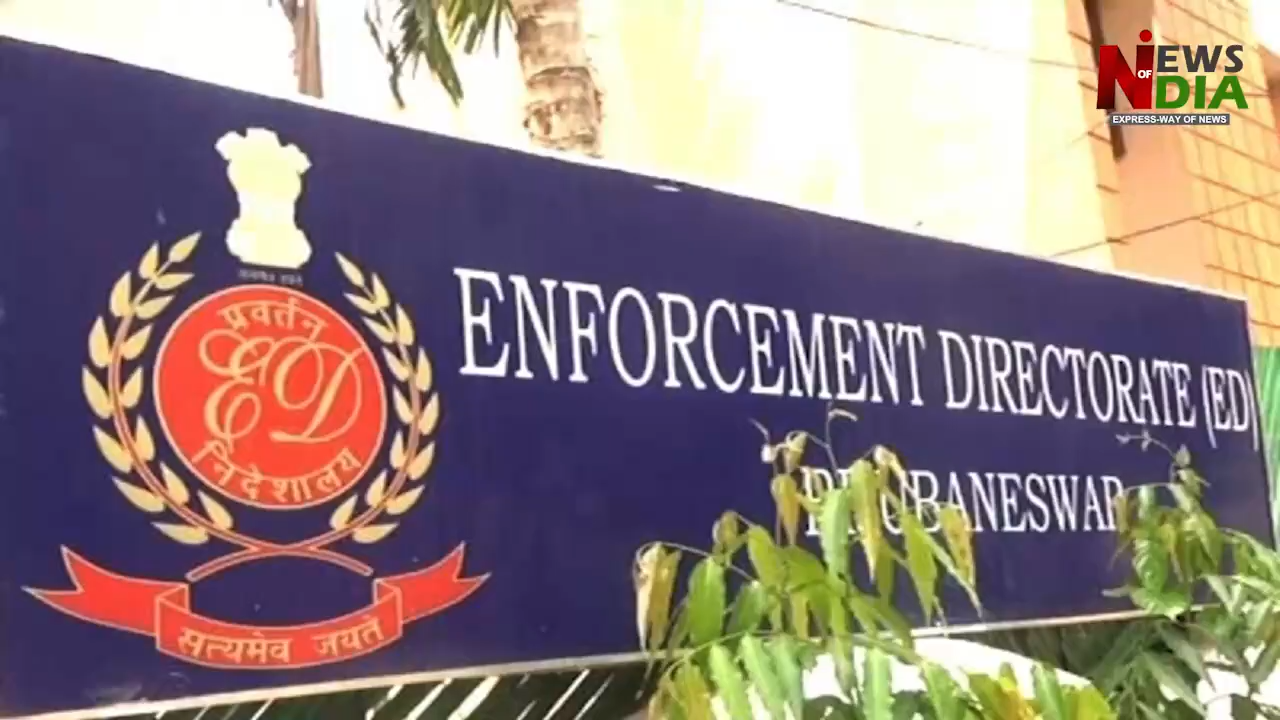 NEWS
OF
INDIA
EXPRESS-WAY OF NEWS
प्रवर्तन
ED
निदेशालय
सत्यमेव जयते
ENFORCEMENT DIRECTORATE (ED)
BHUBANESWAR